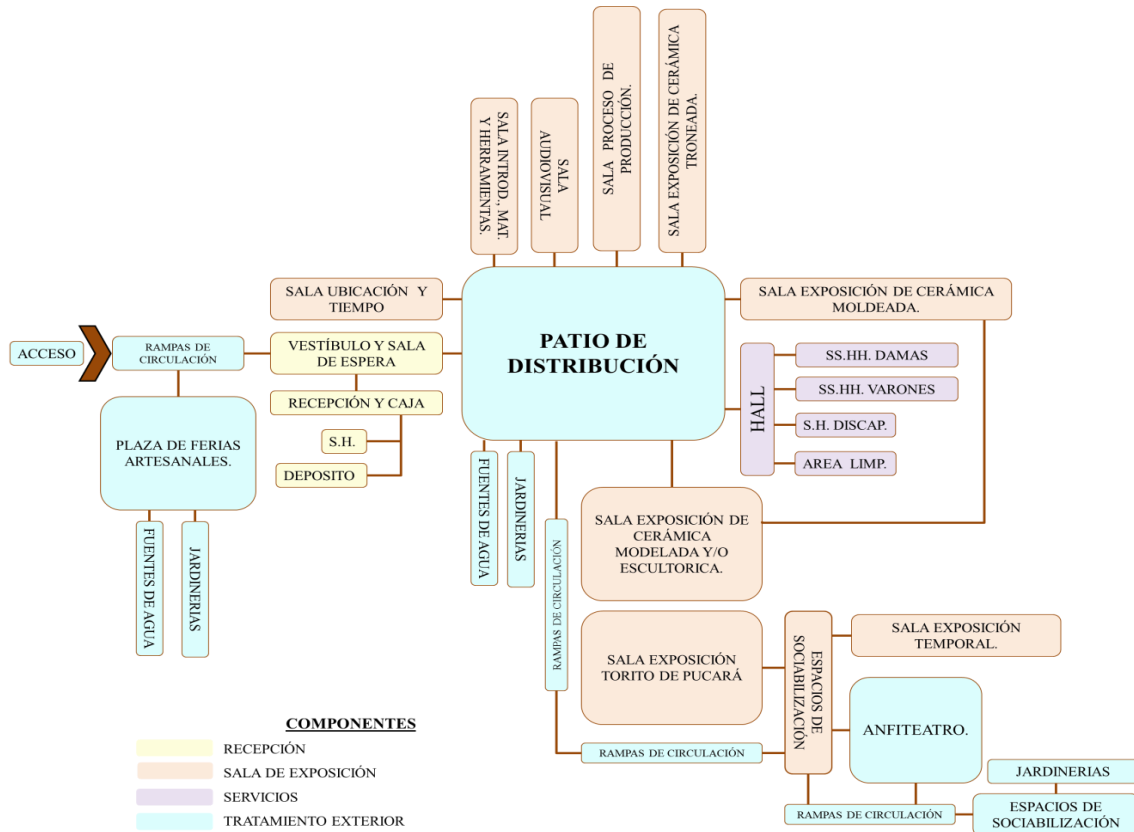 SALA INTROD., MAT.
Y HERRAMIENTAS.
SALA
AUDIOVISUAL
SALA PROCESO DE
PRODUCCIÓN.
SALA EXPOSICIÓN DE CERÁMICA
TRONEADA.
SALA UBICACIÓN Y
TIEMPO
SALA EXPOSICIÓN DE CERÁMICA
MOLDEADA.
ACCESO
RAMPAS DE
CIRCULACIÓN
VESTÍBULO Y SALA
DE ESPERA
PATIO DE
DISTRIBUCIÓN
HALL
SS.HH. DAMAS
SS.HH. VARONES
S.H. DISCAP.
AREA LIMP.
RECEPCIÓN Y CAJA
S.H.
DEPOSITO
PLAZA DE FERIAS
ARTESANALES.
FUENTES DE AGUA
JARDINERIAS
FUENTES DE AGUA
JARDINERIAS
RAMPAS DE CIRCULACIÓN
SALA EXPOSICIÓN DE
CERÁMICA
MODELADA Y/O
ESCULTORICA.
SALA EXPOSICIÓN
TORITO DE PUCARÁ
ESPACIOS DE
SOCIABILIZACIÓN
SALA EXPOSICIÓN
TEMPORAL.
ANFITEATRO.
RAMPAS DE CIRCULACIÓN
RAMPAS DE CIRCULACIÓN
JARDINERIAS
ESPACIOS DE
SOCIABILIZACIÓN
COMPONENTES
RECEPCIÓN
SALA DE EXPOSICIÓN
SERVICIOS
TRATAMIENTO EXTERIOR